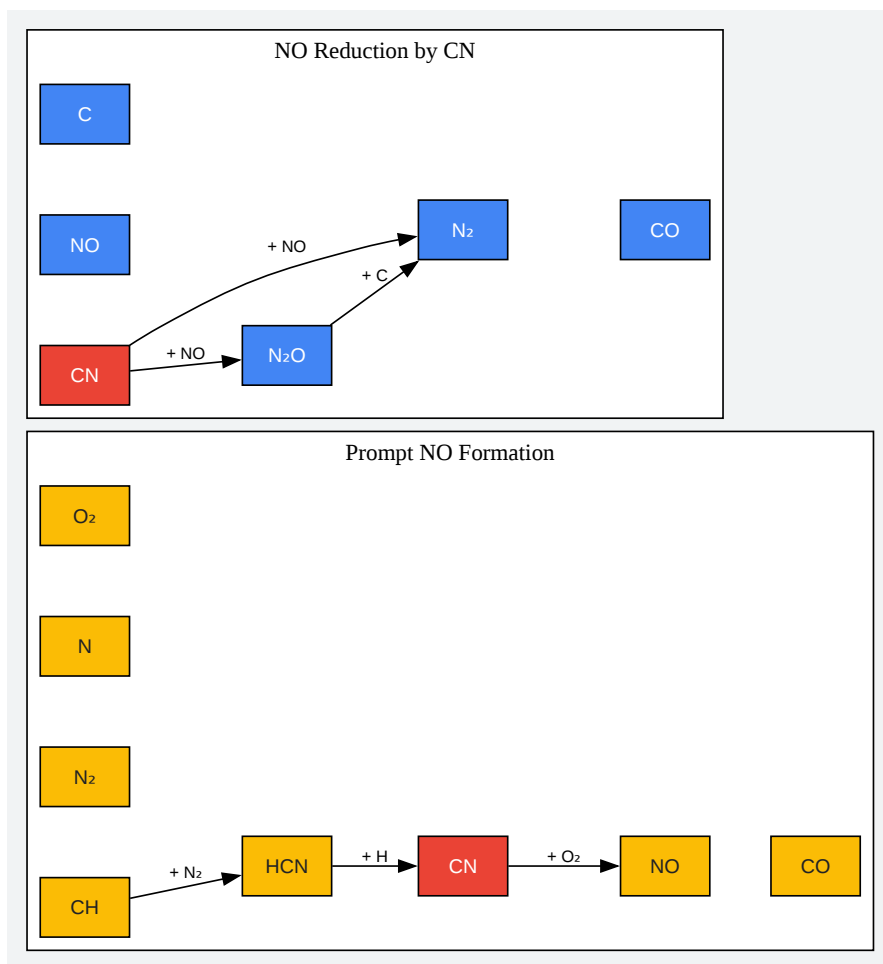 NO Reduction by CN
C
NO
+ NO
N₂
CO
+ C
+ NO
N₂O
CN
Prompt NO Formation
O₂
N
N₂
CH
+ N₂
HCN
+ H
CN
+ O₂
NO
CO